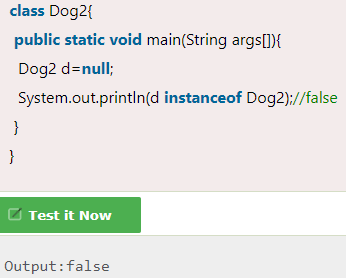 class Dog2{
public static void main(String args[]){
Dog2 d=null;
System.out.println(d instanceof Dog2);//false
}
}
Test it Now
Output:false